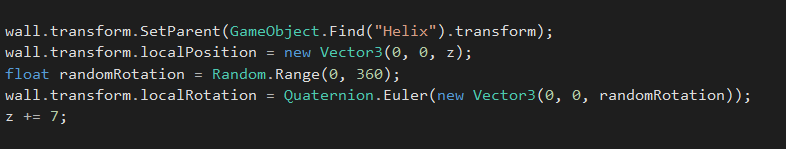 wall.transform.SetParent(GameObject.Find("Helix").transform);
wall.transform.localPosition = new Vector3(0, 0, z);
float randomRotation = Random.Range(0, 360);
wall.transform.localRotation = Quaternion.Euler(new Vector3(0, 0, randomRotation));
z += 7;